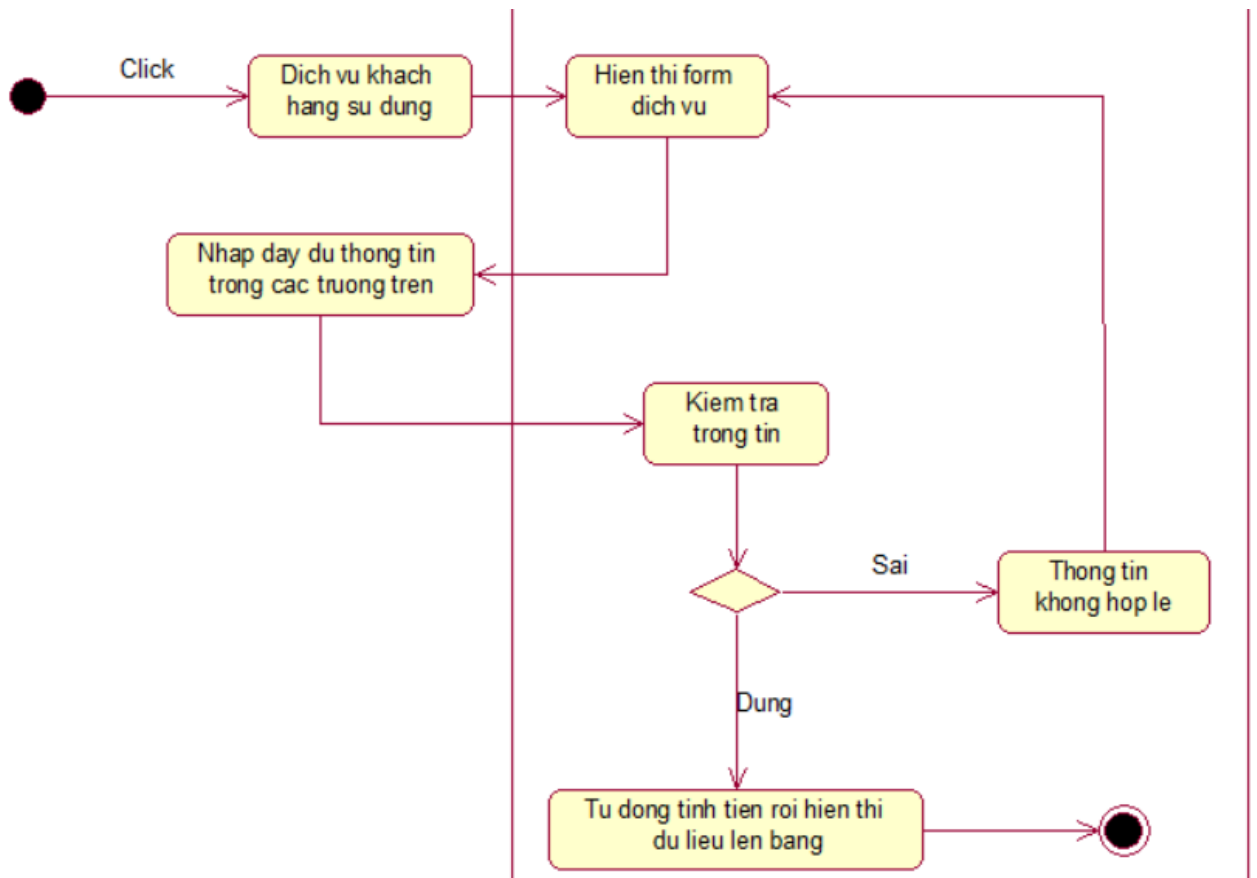 Click
Dich vu khach
hang su dung
Hien thi form
dich vu
Nhap day du thong tin
trong cac truong tren
Kiem tra
trong tin
Sai
Thong tin
khong hop le
Dung
Tu dong tinh tien roi hien thi
du lieu len bang